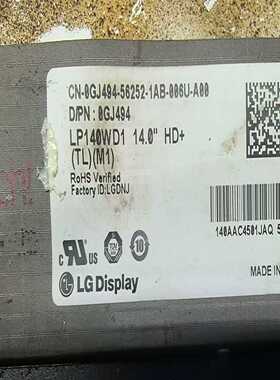 CN-0GJ494-56252-1AB-006U-A00
DPN : 0GJ494
LP140WD1 14.0" HD+
(TL)(M1)
RoHS Verified
Factory ID:LGDNJ
LG Display
140AAC4501JAQ
MADE IN